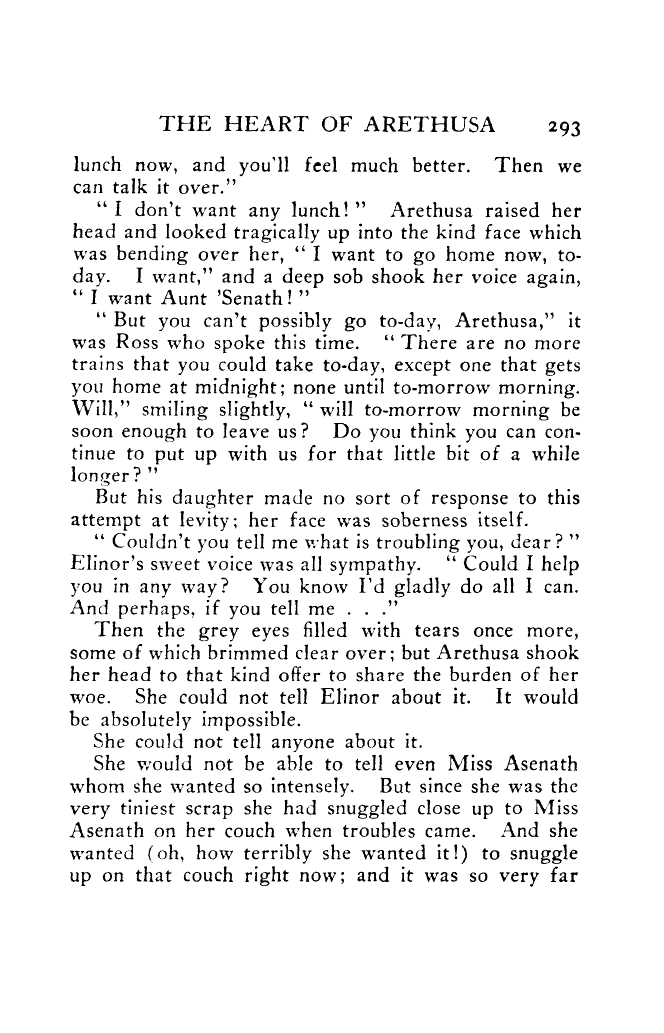 THE HEART OF ARETHUSA 293
lunch now, and you'll feel much better. Then we
can talk it over."
" I don't want any lunch! " Arethusa raised her
head and looked tragically up into the kind face which
was bending over her, " I want to go home now, to-
day. I want," and a deep sob shook her voice again,
" I want Aunt 'Senath! "
" But you can't possibly go to-day, Arethusa," it
was Ross who spoke this time. " There are no more
trains that you could take to-day, except one that gets
you home at midnight; none until to-morrow morning.
Will," smiling slightly, " will to-morrow morning be
soon enough to leave us? Do you think you can con-
tinue to put up with us for that little bit of a while
longer? "
But his daughter made no sort of response to this
attempt at levity; her face was soberness itself.
" Couldn't you tell me what is troubling you, dear? "
Elinor's sweet voice was all sympathy. " Could I help
you in any way? You know I'd gladly do all I can.
And perhaps, if you tell me . . ."
Then the grey eyes filled with tears once more,
some of which brimmed clear over; but Arethusa shook
her head to that kind offer to share the burden of her
woe. She could not tell Elinor about it. It would
be absolutely impossible.
She could not tell anyone about it.
She would not be able to tell even Miss Asenath
whom she wanted so intensely. But since she was the
very tiniest scrap she had snuggled close up to Miss
Asenath on her couch when troubles came. And she
wanted (oh, how terribly she wanted it!) to snuggle
up on that couch right now; and it was so very far